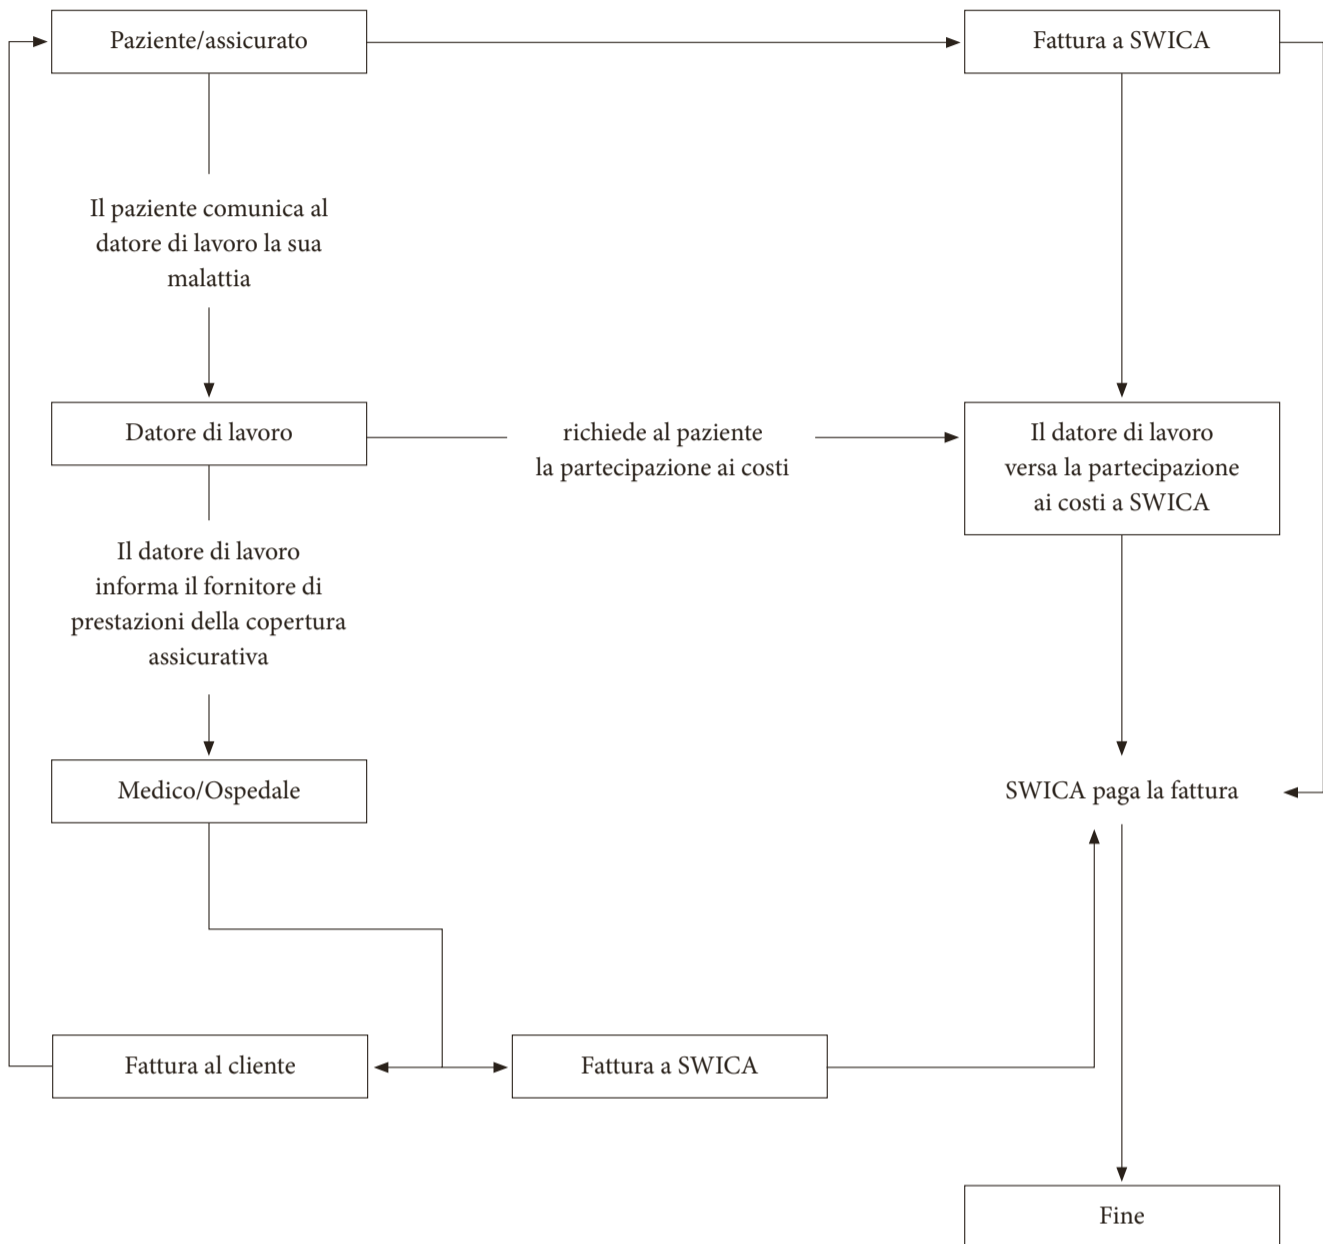 Paziente/assicurato
Fattura a SWICA
Il paziente comunica al
datore di lavoro la sua
malattia
Datore di lavoro
richiede al paziente
la partecipazione ai costi
Il datore di lavoro
versa la partecipazione
ai costi a SWICA
Il datore di lavoro
informa il fornitore di
prestazioni della copertura
assicurativa
Medico/Ospedale
SWICA paga la fattura
Fattura al cliente
Fattura a SWICA
Fine